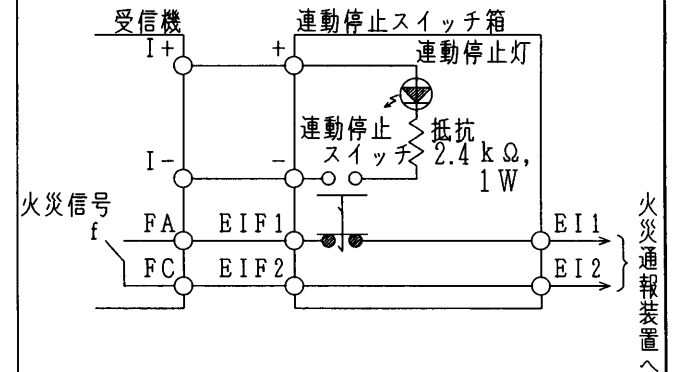 受信機
連動停止スイッチ箱
I+
+
連動停止灯
連動停止
スイッチ
抵抗
2.4kΩ,
1W
I-
-
火災信号
f
FA
EIF1
EI1
FC
EIF2
EI2
火災通報装置へ